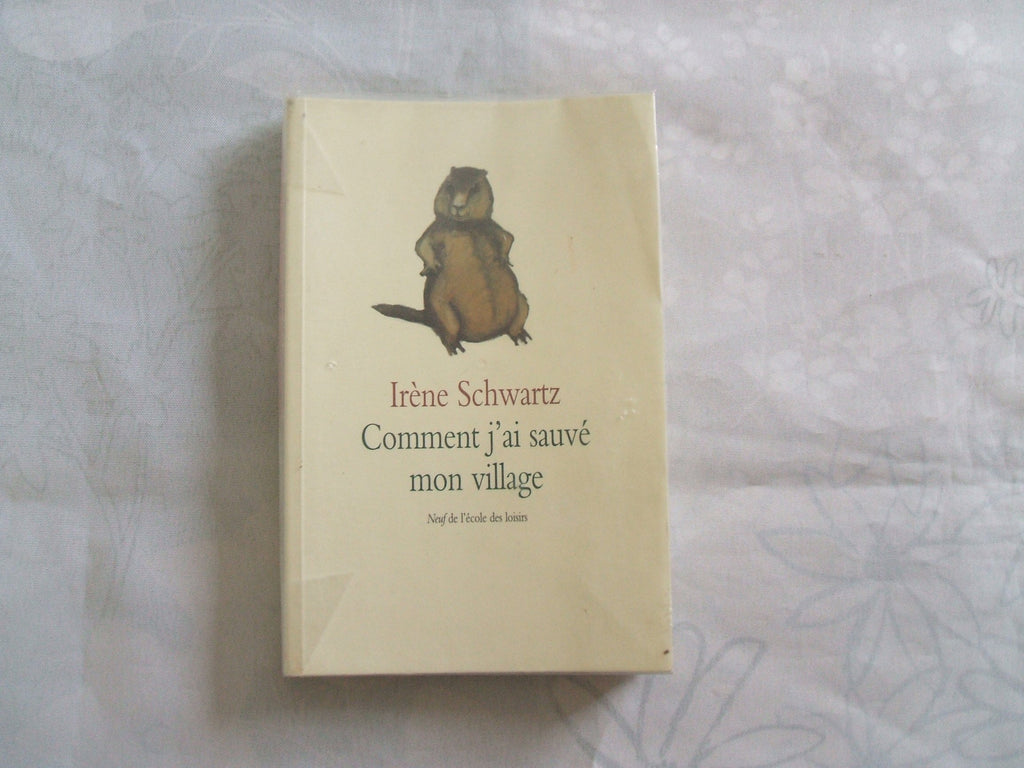 Irène Schwartz
Comment j'ai sauvé
mon village
Neuf de l'école des loisirs